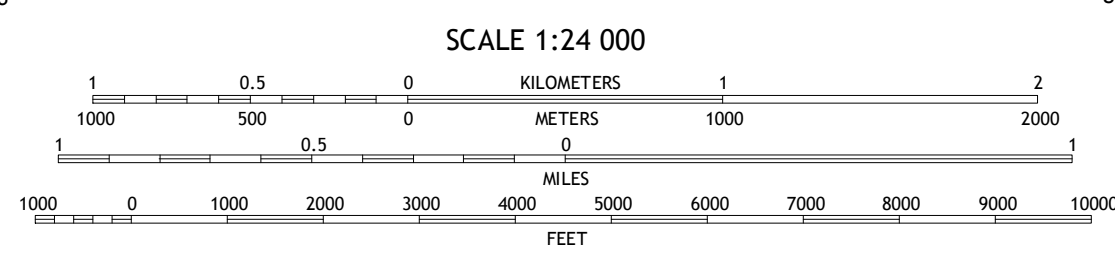 SCALE 1:24 000
1 0.5 0 KILOMETERS 1 2
1000 500 0 METERS 1000 2000
1 0.5 0 1
MILES
1000 0 1000 2000 3000 4000 5000 6000 7000 8000 9000 10000
FEET